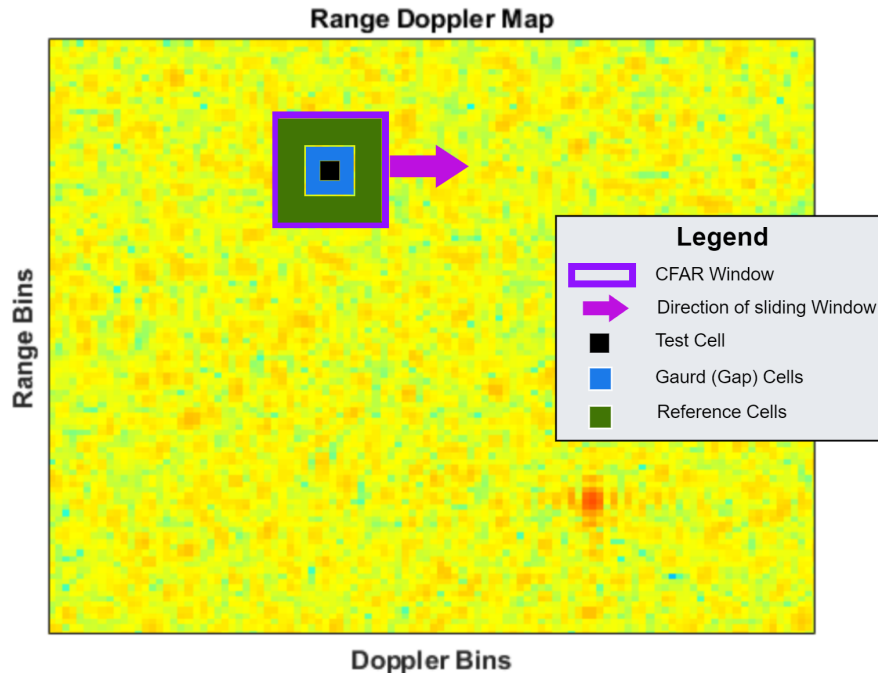 Range Doppler Map
Range Bins
Legend
CFAR Window
Direction of sliding Window
Test Cell
Gaurd (Gap) Cells
Reference Cells
Doppler Bins